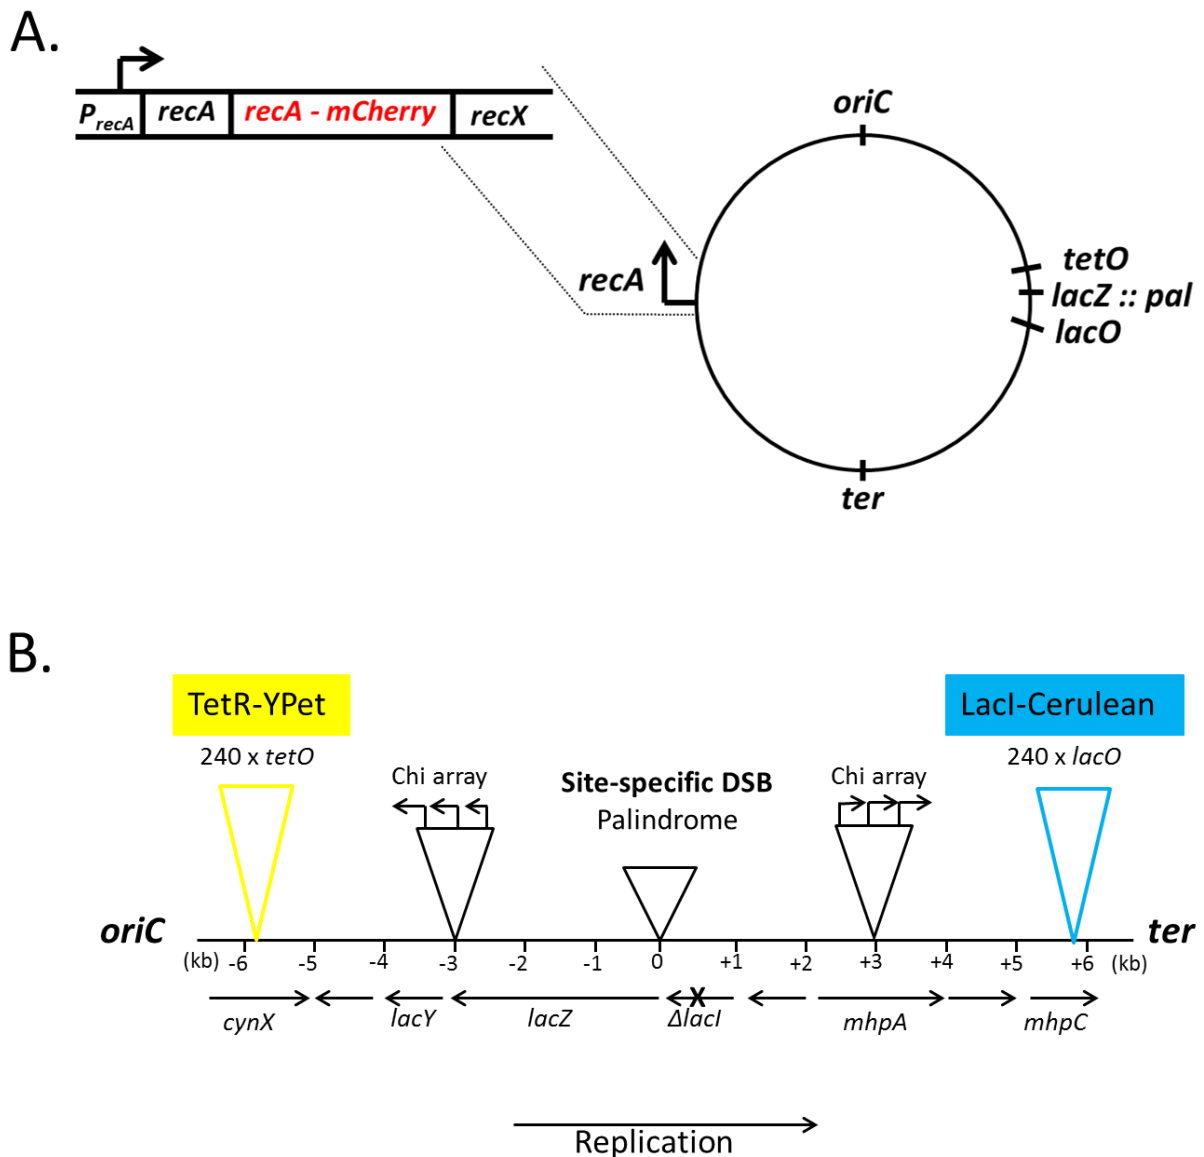 A.
PrecA recA recA - mCherry recX
oriC
recA
tetO
lacZ :: pal
lacO
ter
B.
TetR-YPet
LacI-Cerulean
240 x tetO
240 x lacO
Chi array
Site-specific DSB
Palindrome
Chi array
oriC
ter
(kb) -6 -5 -4 -3 -2 -1 0 +1 +2 +3 +4 +5 +6 (kb)
cynX lacY lacZ ΔlacI mhpA mhpC
X
Replication